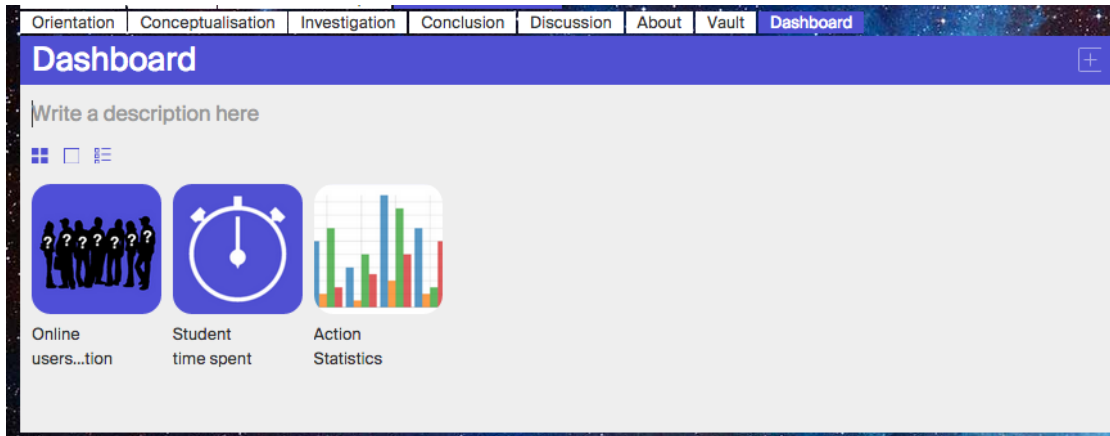 Orientation Conceptualisation Investigation Conclusion Discussion About Vault Dashboard
Dashboard
Write a description here
? ? ? ? ? ?
Online
users...tion
Student
time spent
Action
Statistics